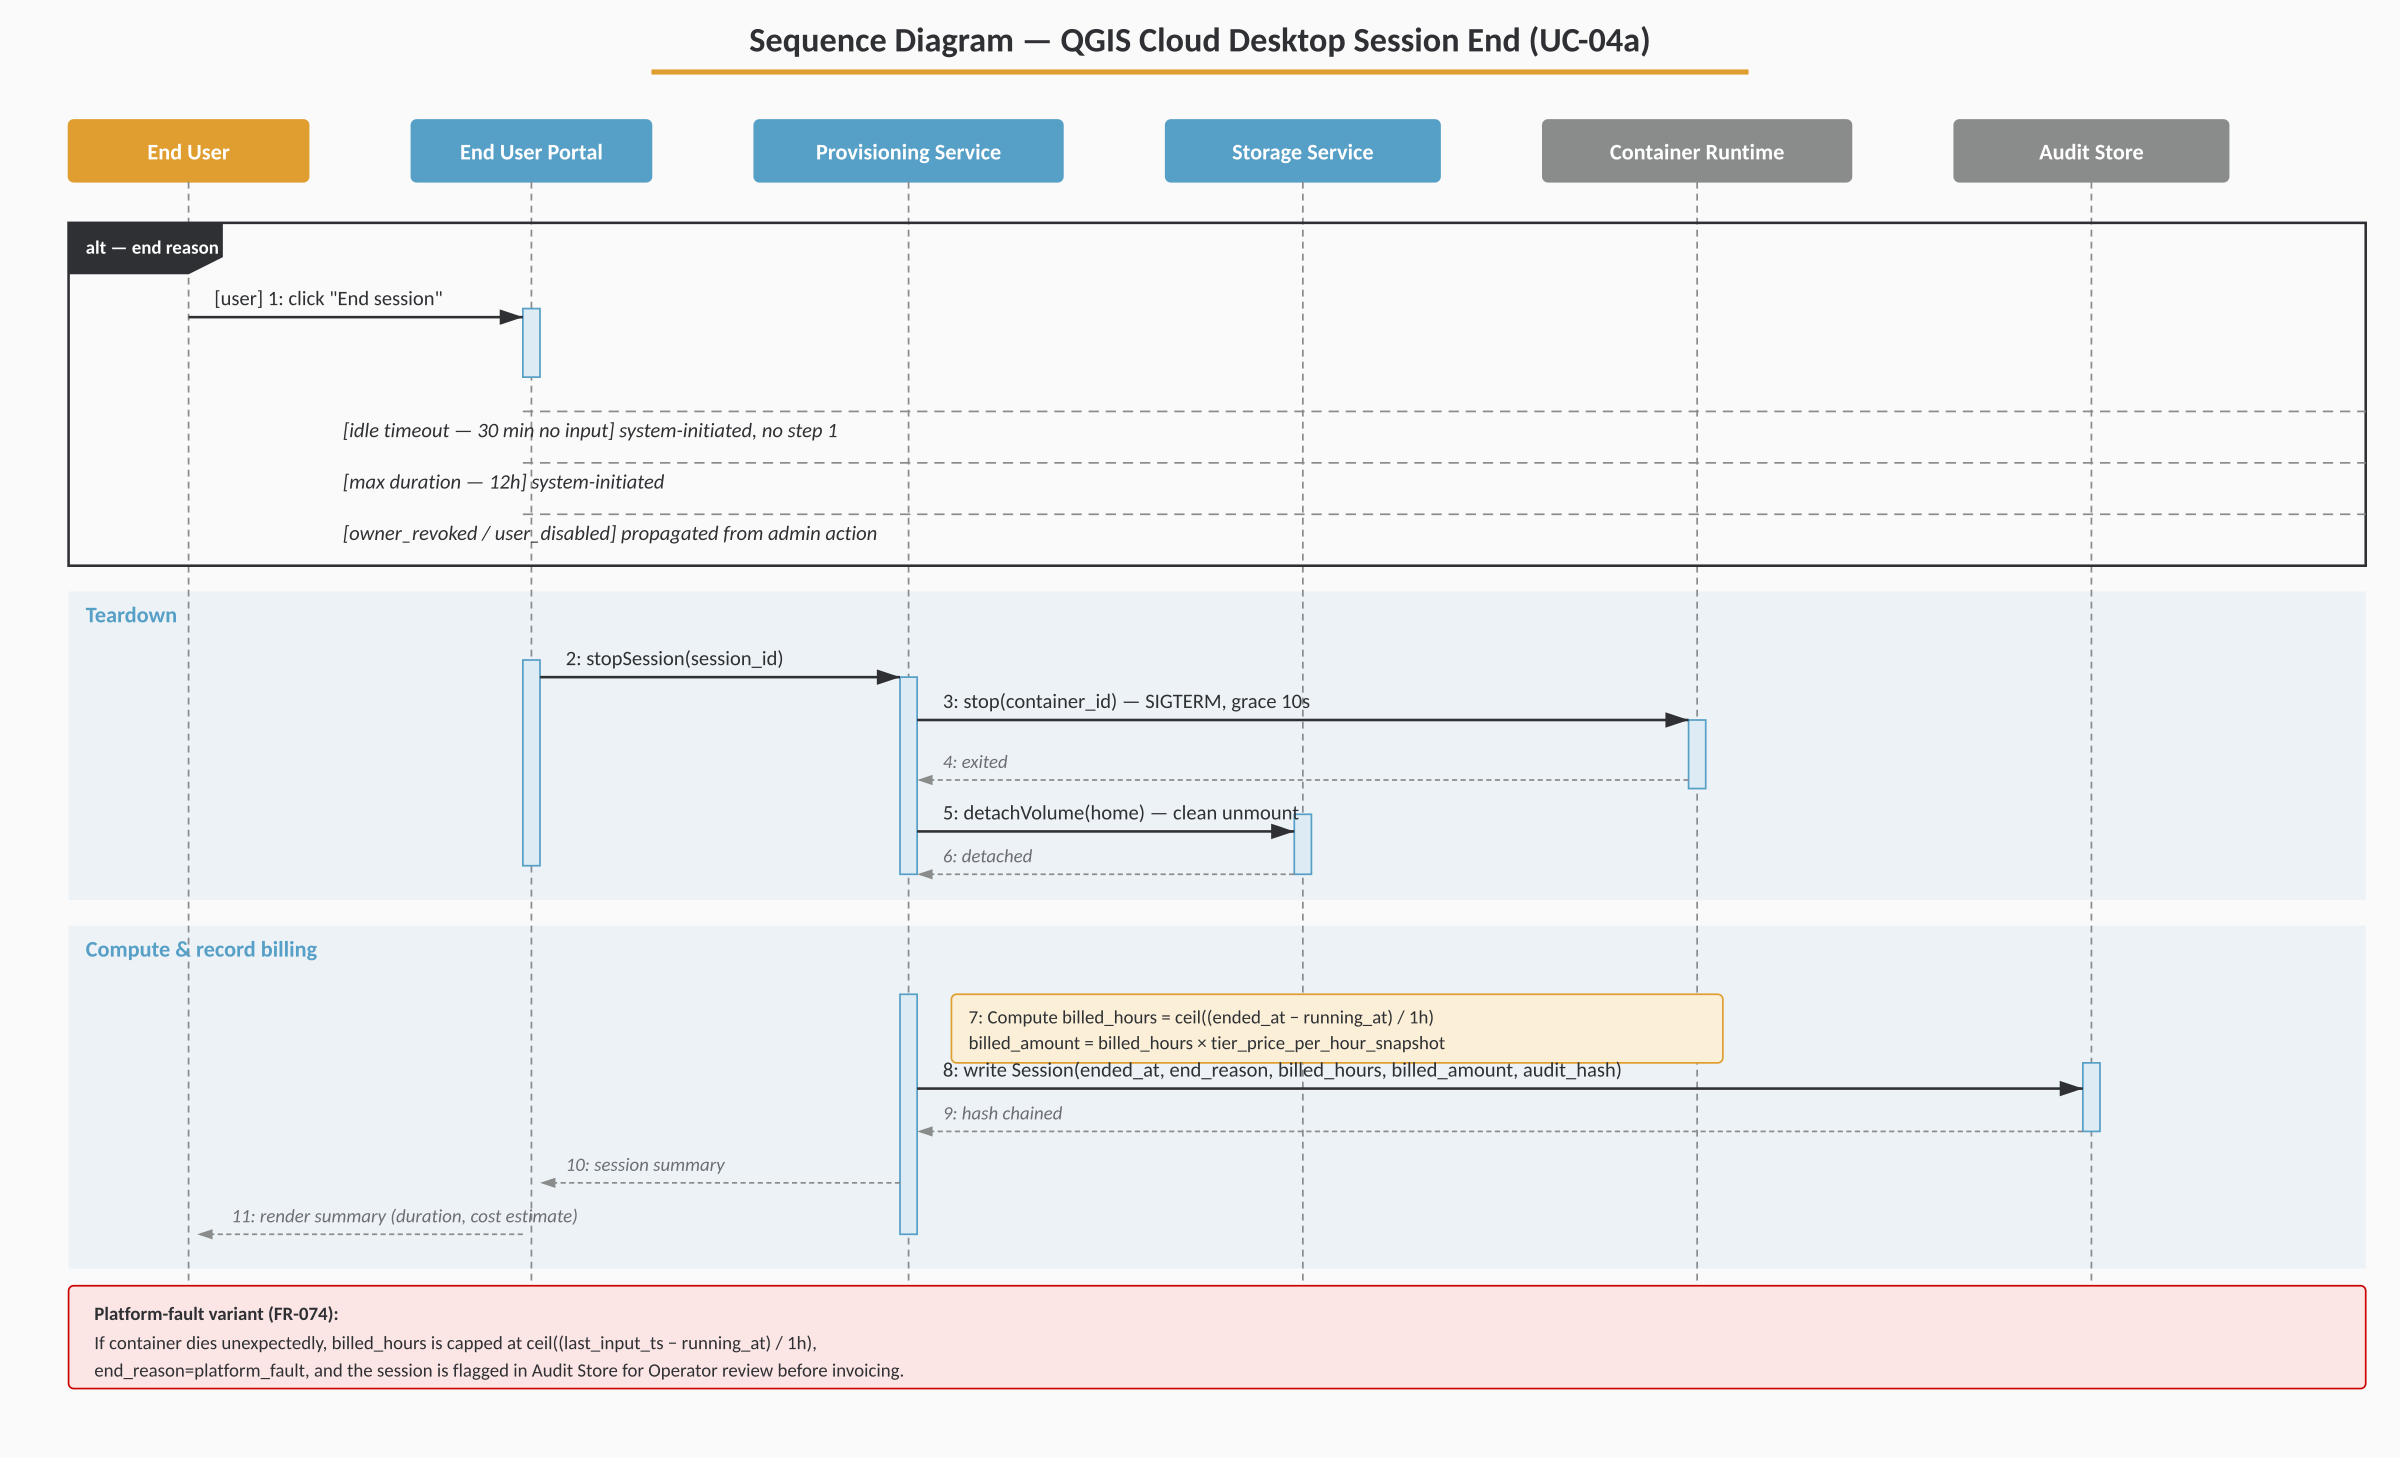 Sequence Diagram — QGIS Cloud Desktop Session End (UC-04a)
End User
End User Portal
Provisioning Service
Storage Service
Container Runtime
Audit Store
alt — end reason
[user] 1: click "End session"
[idle timeout — 30 min no input] system-initiated, no step 1
[max duration — 12h] system-initiated
[owner_revoked / user_disabled] propagated from admin action
Teardown
2: stopSession(session_id)
3: stop(container_id) — SIGTERM, grace 10s
4: exited
5: detachVolume(home) — clean unmount
6: detached
Compute & record billing
7: Compute billed_hours = ceil((ended_at − running_at) / 1h)
billed_amount = billed_hours × tier_price_per_hour_snapshot
8: write Session(ended_at, end_reason, billed_hours, billed_amount, audit_hash)
9: hash chained
10: session summary
11: render summary (duration, cost estimate)
Platform-fault variant (FR-074):
If container dies unexpectedly, billed_hours is capped at ceil((last_input_ts − running_at) / 1h),
end_reason=platform_fault, and the session is flagged in Audit Store for Operator review before invoicing.